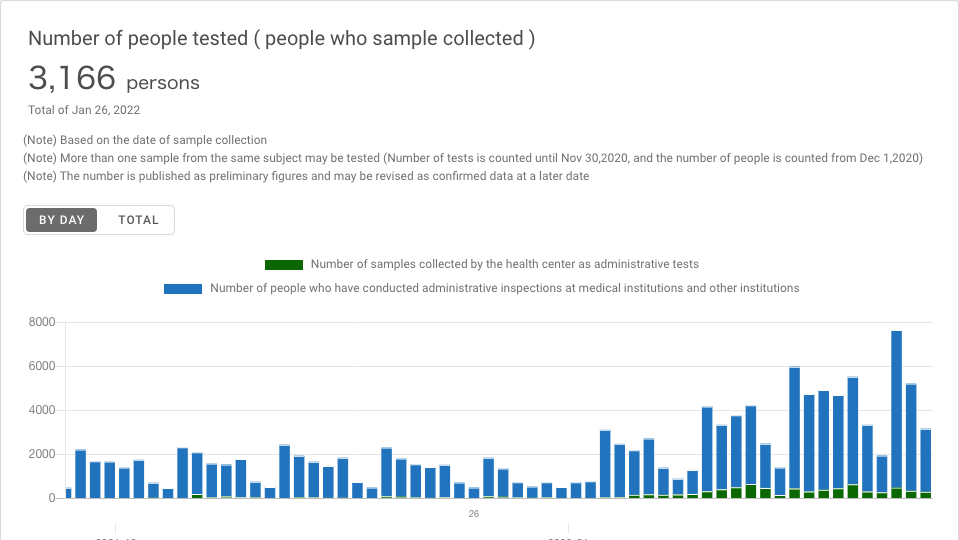 Number of people tested ( people who sample collected )
3,166 persons
Total of Jan 26, 2022
(Note) Based on the date of sample collection
(Note) More than one sample from the same subject may be tested (Number of tests is counted until Nov 30,2020, and the number of people is counted from Dec 1,2020)
(Note) The number is published as preliminary figures and may be revised as confirmed data at a later date
BY DAY TOTAL
Number of samples collected by the health center as administrative tests
Number of people who have conducted administrative inspections at medical institutions and other institutions
8000
6000
4000
2000
0
26